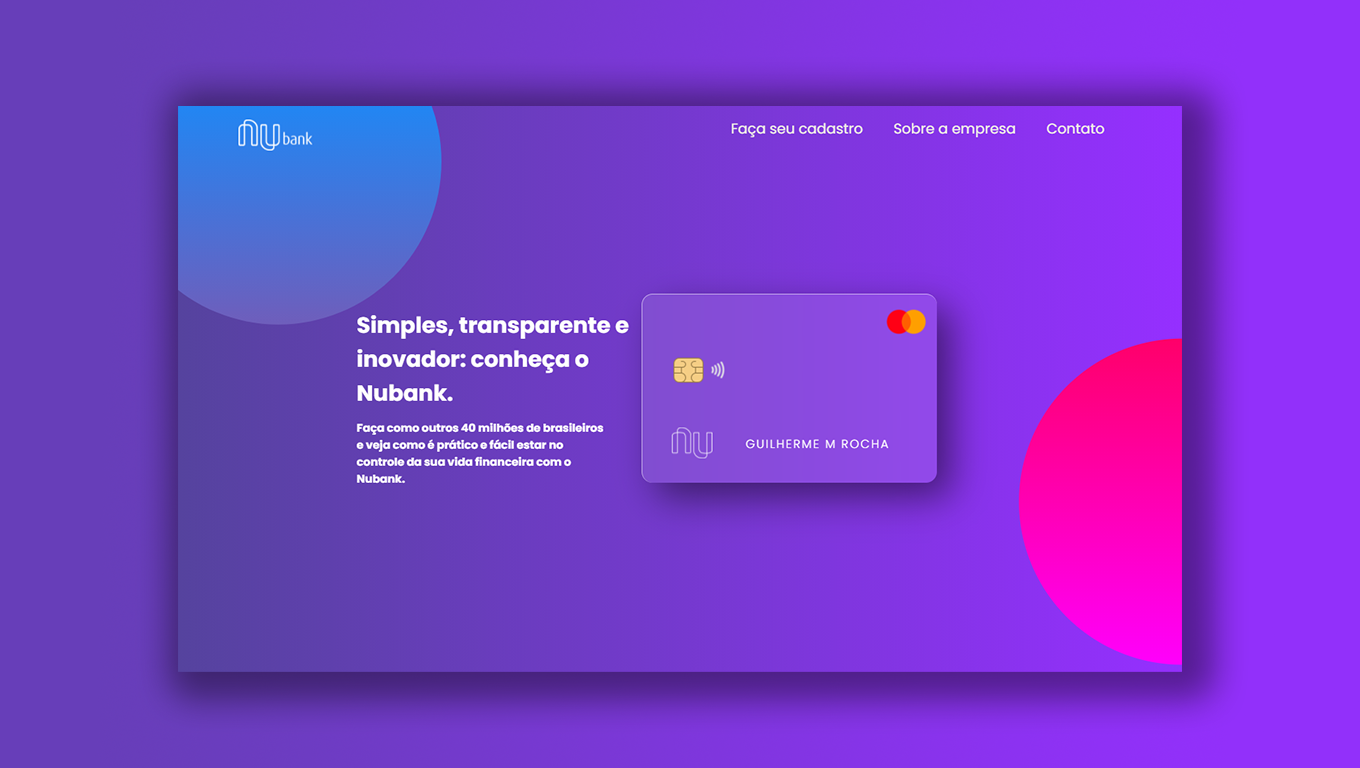 nu bank
Faça seu cadastro Sobre a empresa Contato
Simples, transparente e
inovador: conheça o
Nubank.
Faça como outros 40 milhões de brasileiros
e veja como é prático e fácil estar no
controle da sua vida financeira com o
Nubank.
nu GUILHERME M ROCHA